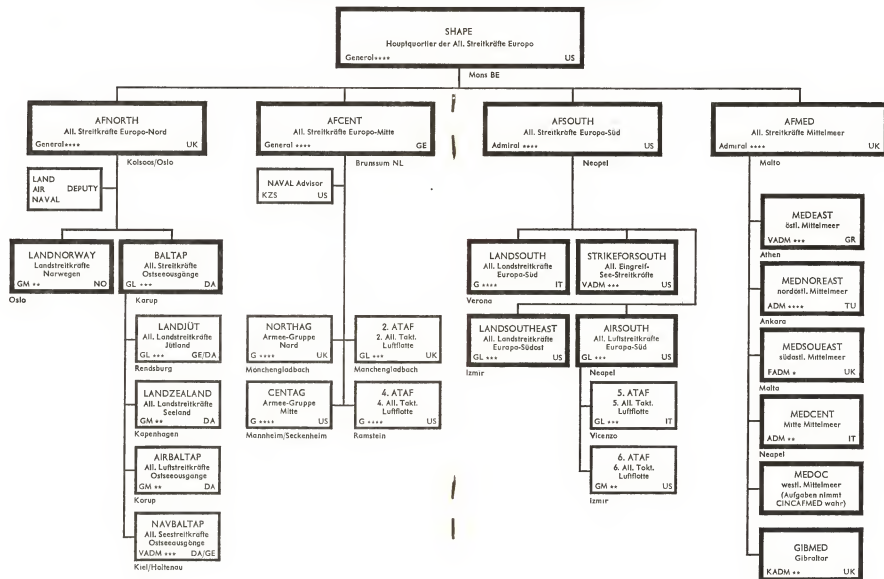 SHAPE
Hauptquartier der All. Streitkräfte Europa
General**** US
Mons BE
AFNORTH
All. Streitkräfte Europa-Nord
General**** UK
Kolsoos/Oslo
AFCENT
All. Streitkräfte Europa-Mitte
General **** GE
Brunssum NL
AFSOUTH
All. Streitkräfte Europa-Süd
Admiral **** US
Neapel
AFMED
All. Streitkräfte Mittelmeer
Admiral **** UK
Malta
LAND
AIR DEPUTY
NAVAL
NAVAL Advisor
KZS US
LANDNORWAY
Landstreitkräfte
Narwegen
GM ** NO
Oslo
BALTAP
All. Streitkräfte
Ostseeausgänge
GL *** DA
Karup
LANDJÜT
All. Landstreitkräfte
Jütland
GL *** GE/DA
Rendsburg
LANDZEALAND
All. Landstreitkräfte
Seeland
GM ** DA
Kapenhagen
AIRBALTAP
All. Luftstreitkräfte
Ostseeausgange
GM ** DA
Korup
NAVBALTAP
All. Seestreitkräfte
Ostseeausgänge
VADM *** DA/GE
Kiel/Holtenau
NORTHAG
Armee-Gruppe
Nord
G **** UK
Mönchengladbach
2. ATAF
2. All. Takt.
Luftflotte
GL *** UK
Mönchengladbach
CENTAG
Armee-Gruppe
Mitte
G **** US
Mannheim/Seckenheim
4. ATAF
4. All. Takt.
Luftflotte
G **** US
Ramstein
LANDSOUTH
All. Landstreitkräfte
Europa-Süd
G **** IT
Verona
STRIKEFORSOUTH
All. Eingreif-
See-Streitkräfte
VADM *** US
LANDSOUTHEAST
All. Landstreitkräfte
Europa-Südost
GL *** US
Izmir
AIRSOUTH
All. Luftstreitkräfte
Europa-Süd
GL *** US
Neapel
5. ATAF
5. All. Takt.
Luftflotte
GL *** IT
Vicenzo
6. ATAF
6. All. Takt.
Luftflotte
GM ** US
Izmir
MEDEAST
östl. Mittelmeer
VADM *** GR
Athen
MEDNOREAST
nordöstl. Mittelmeer
ADM **** TU
Ankara
MEDSOUEAST
südöstl. Mittelmeer
FADM * UK
Malta
MEDCENT
Mitte Mittelmeer
ADM ** IT
Neapel
MEDOC
westl. Mittelmeer
(Aufgaben nimmt
CINCAFMED wahr)
GIBMED
Gibraltar
KADM ** UK